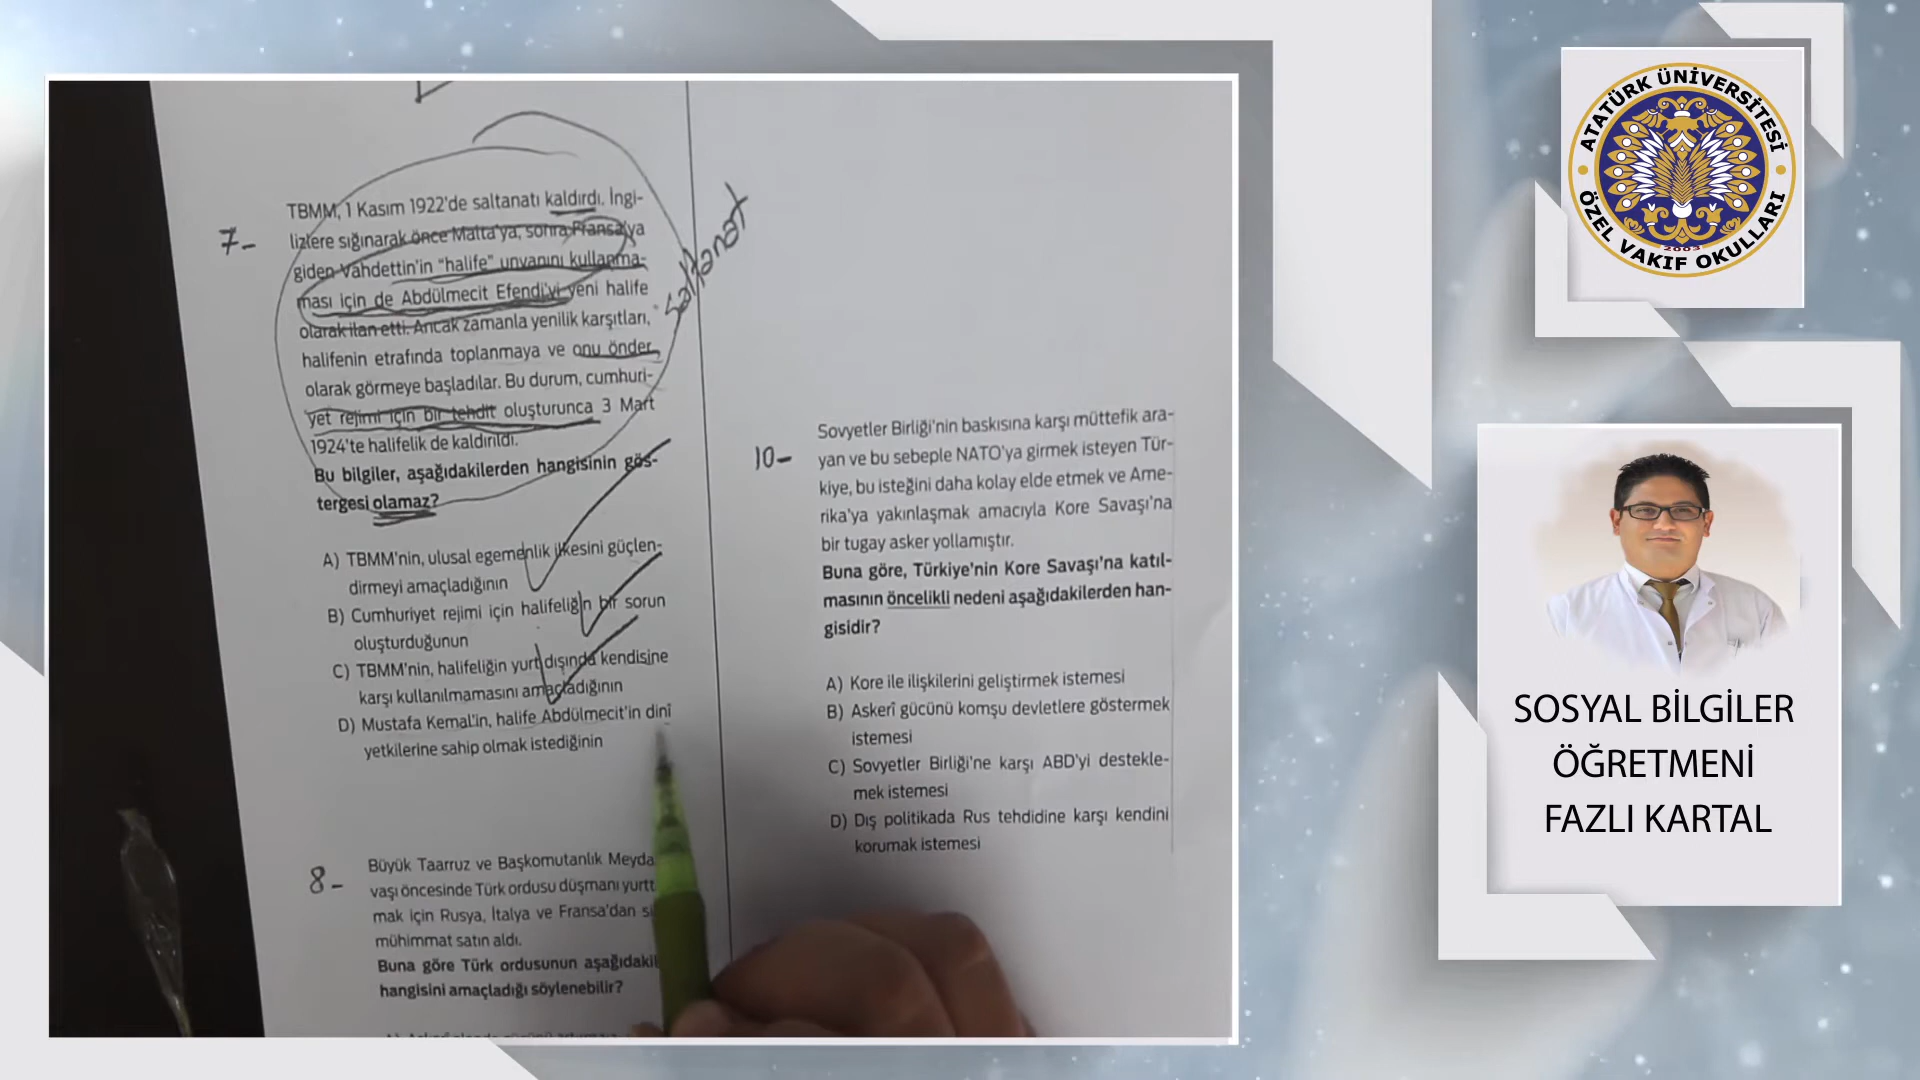 7-
TBMM, 1 Kasım 1922'de saltanatı kaldırdı. İngi-
lizlere sığınarak önce Malta'ya, sonra Fransa'ya
giden Vahdettin'in "halife" unvanını kullanma-
ması için de Abdülmecit Efendi'yi yeni halife
olarak ilan etti. Ancak zamanla yenilik karşıtları,
halifenin etrafında toplanmaya ve onu önder
olarak görmeye başladılar. Bu durum, cumhuri-
yet rejimi için bir tehdit oluşturunca 3 Mart
1924'te halifelik de kaldırıldı.
Bu bilgiler, aşağıdakilerden hangisinin gös-
tergesi olamaz?
A) TBMM'nin, ulusal egemenlik ilkesini güçlen-
dirmeyi amaçladığının
B) Cumhuriyet rejimi için halifeliğin bir sorun
oluşturduğunun
C) TBMM'nin, halifeliğin yurt dışında kendisine
karşı kullanılmamasını amaçladığının
D) Mustafa Kemal'in, halife Abdülmecit'in dinî
yetkilerine sahip olmak istediğinin
saltanat
8-
Büyük Taarruz ve Başkomutanlık Meyda
vaşı öncesinde Türk ordusu düşmanı yurtt
mak için Rusya, İtalya ve Fransa'dan si
mühimmat satın aldı.
Buna göre Türk ordusunun aşağıdakil
hangisini amaçladığı söylenebilir?
10-
Sovyetler Birliği'nin baskısına karşı müttefik ara-
yan ve bu sebeple NATO'ya girmek isteyen Tür-
kiye, bu isteğini daha kolay elde etmek ve Ame-
rika'ya yakınlaşmak amacıyla Kore Savaşı'na
bir tugay asker yollamıştır.
Buna göre, Türkiye'nin Kore Savaşı'na katıl-
masının öncelikli nedeni aşağıdakilerden han-
gisidir?
A) Kore ile ilişkilerini geliştirmek istemesi
B) Askerî gücünü komşu devletlere göstermek
istemesi
C) Sovyetler Birliği'ne karşı ABD'yi destekle-
mek istemesi
D) Dış politikada Rus tehdidine karşı kendini
korumak istemesi
ATATÜRK ÜNİVERSİTESİ
2003
ÖZEL VAKIF OKULLARI
SOSYAL BİLGİLER
ÖĞRETMENİ
FAZLI KARTAL